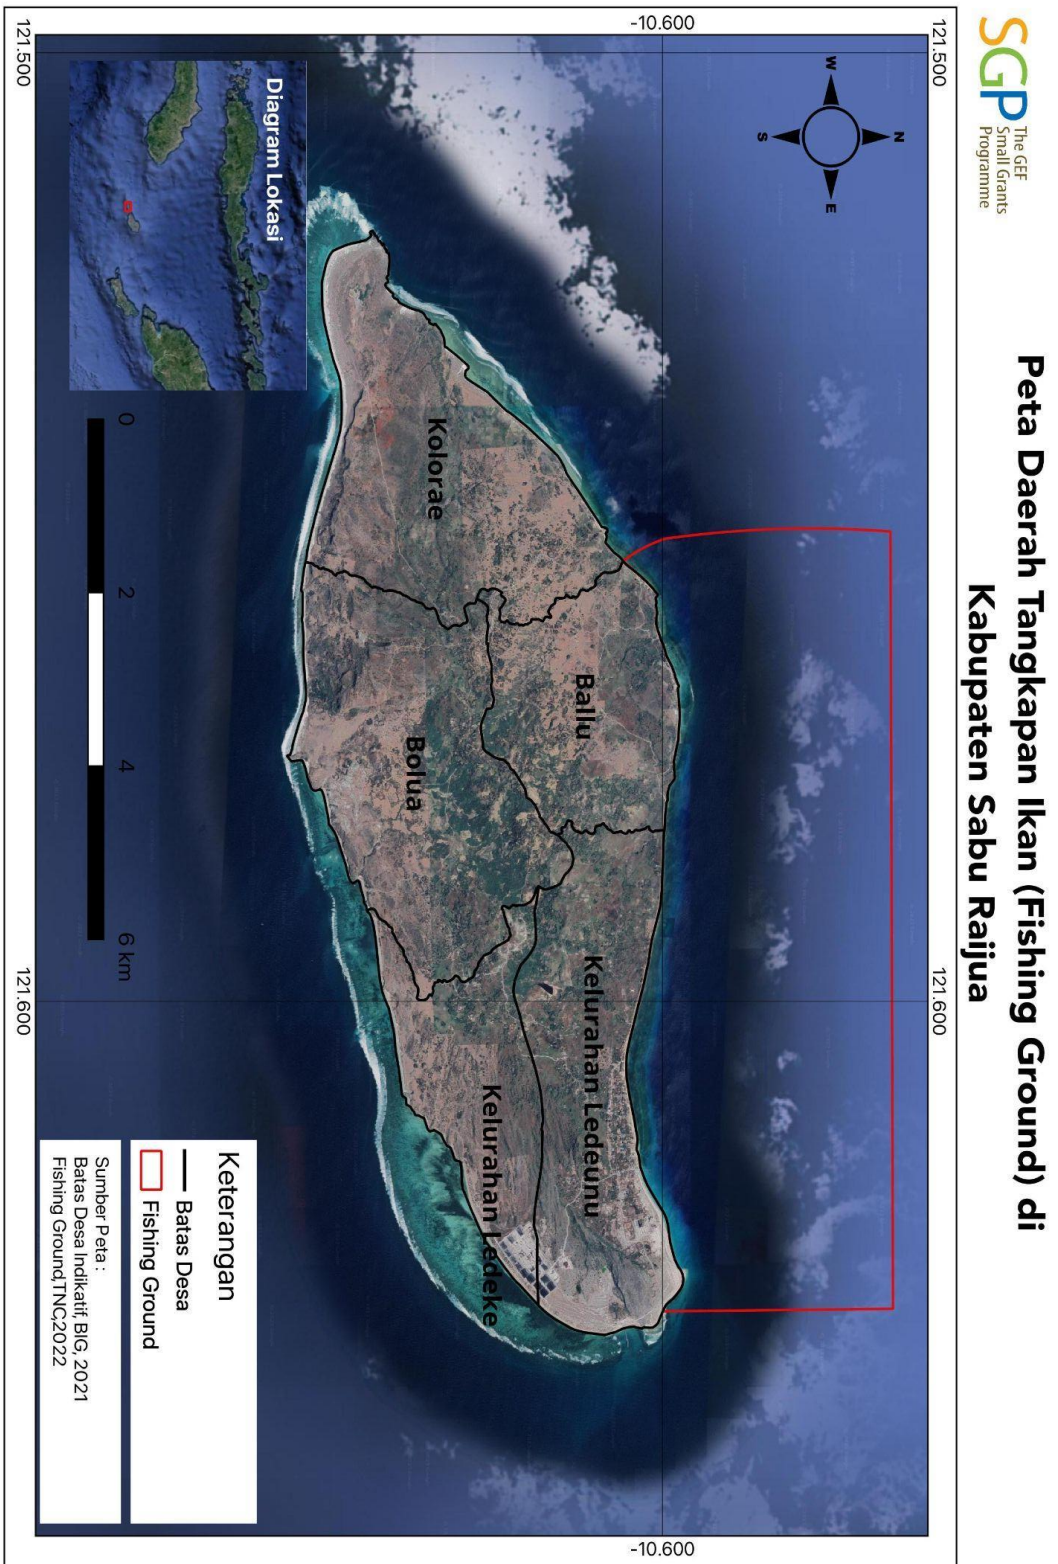 SGP
The GEF
Small Grants
Programme
Peta Daerah Tangkapan Ikan (Fishing Ground) di
Kabupaten Sabu Raijua
121.500
121.600
-10.600
-10.600
N
W
E
S
Ballu
Kelurahan Ledeunu
Kolorae
Bolua
Kelurahan Ledeke
Diagram Lokasi
0
2
4
6 km
Keterangan
Batas Desa
Fishing Ground
Sumber Peta :
Batas Desa Indikatif, BIG, 2021
Fishing Ground,TNC,2022
121.500
121.600